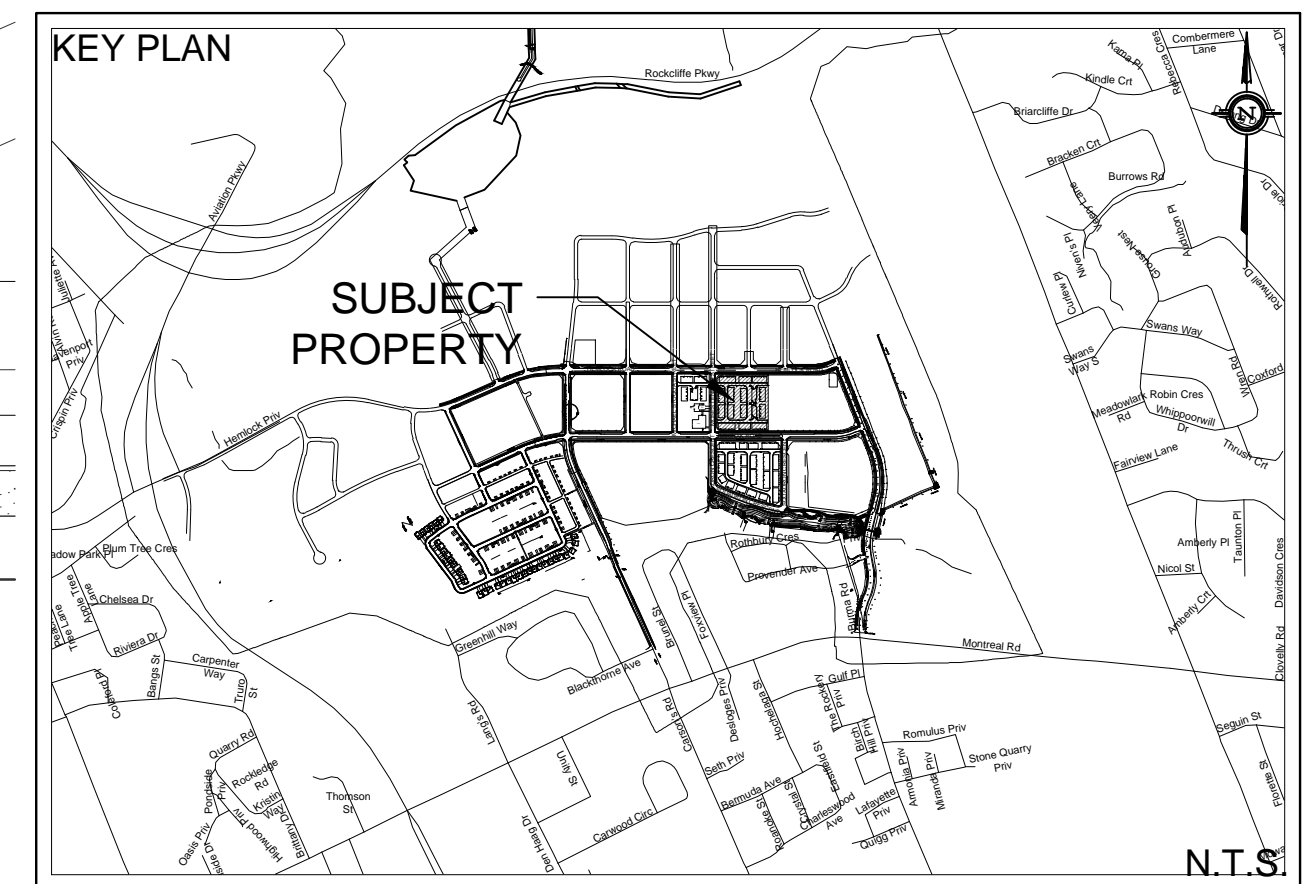 KEY PLAN
Rockcliffe Pkwy
Combermere
Lane
Kama Pl
Rebecca Cres
Kindle Crt
Briarcliffe Dr
N
Bracken Crt
Burrows Rd
Aviation Pkwy
Niven's Pl
Grouse Nest
Audubon Pl
Curlew Pl
Rothwell Dr
SUBJECT
PROPERTY
Swans Way
Swans
Way S
Wren Rd
Coxford
Meadowlark
Rd
Robin Cres
Whippoorwill
Dr
Thrush Crt
Fairview Lane
Priv
Crispin Priv
Hemlock Priv
N
Rothbury Cres
Provender Ave
Burma Rd
Amberly Pl
Taunton Pl
Nicol St
Amberly Crt
Davidson Cres
Clovelly Rd
Plum Tree Cres
Apple Tree
Lane
Tree Lane
Chelsea Dr
Riviera Dr
Bangs St
Carpenter
Way
Truro
St
Greenhill Way
Blackthorne Ave
Brunel St
Foxview Pl
Montreal Rd
Lang's Rd
Carson's Rd
Desloges Priv
Hochelaga St
Gulf Pl
The Rockery
Priv
Birch
Hill Priv
Romulus Priv
Stone Quarry
Priv
Miranda Priv
Seguin St
Quarry Rd
Rockledge
Rd
Kristin
Way
Pondside
Priv
Highwood Priv
Brittany Dr
Oasis Priv
Thomson
St
Unity Pl
Den Haag Dr
Carwood Circ
Seth Priv
Bermuda Ave
Roanoke St
Crystal St
Eastfield St
Charleswood
Ave
Lafayette
Priv
Quigg Priv
N.T.S.